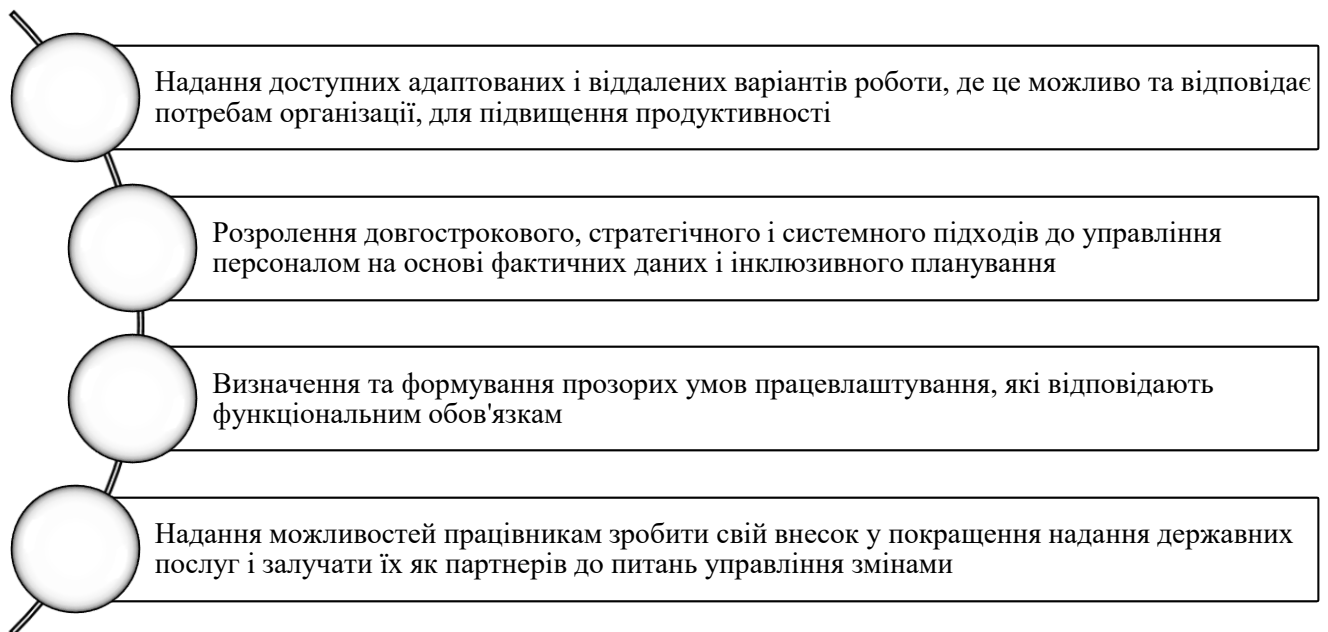 Надання доступних адаптованих і віддалених варіантів роботи, де це можливо та відповідає
потребам організації, для підвищення продуктивності
Розролення довгострокового, стратегічного і системного підходів до управління
персоналом на основі фактичних даних і інклюзивного планування
Визначення та формування прозорих умов працевлаштування, які відповідають
функціональним обов'язкам
Надання можливостей працівникам зробити свій внесок у покращення надання державних
послуг і залучати їх як партнерів до питань управління змінами